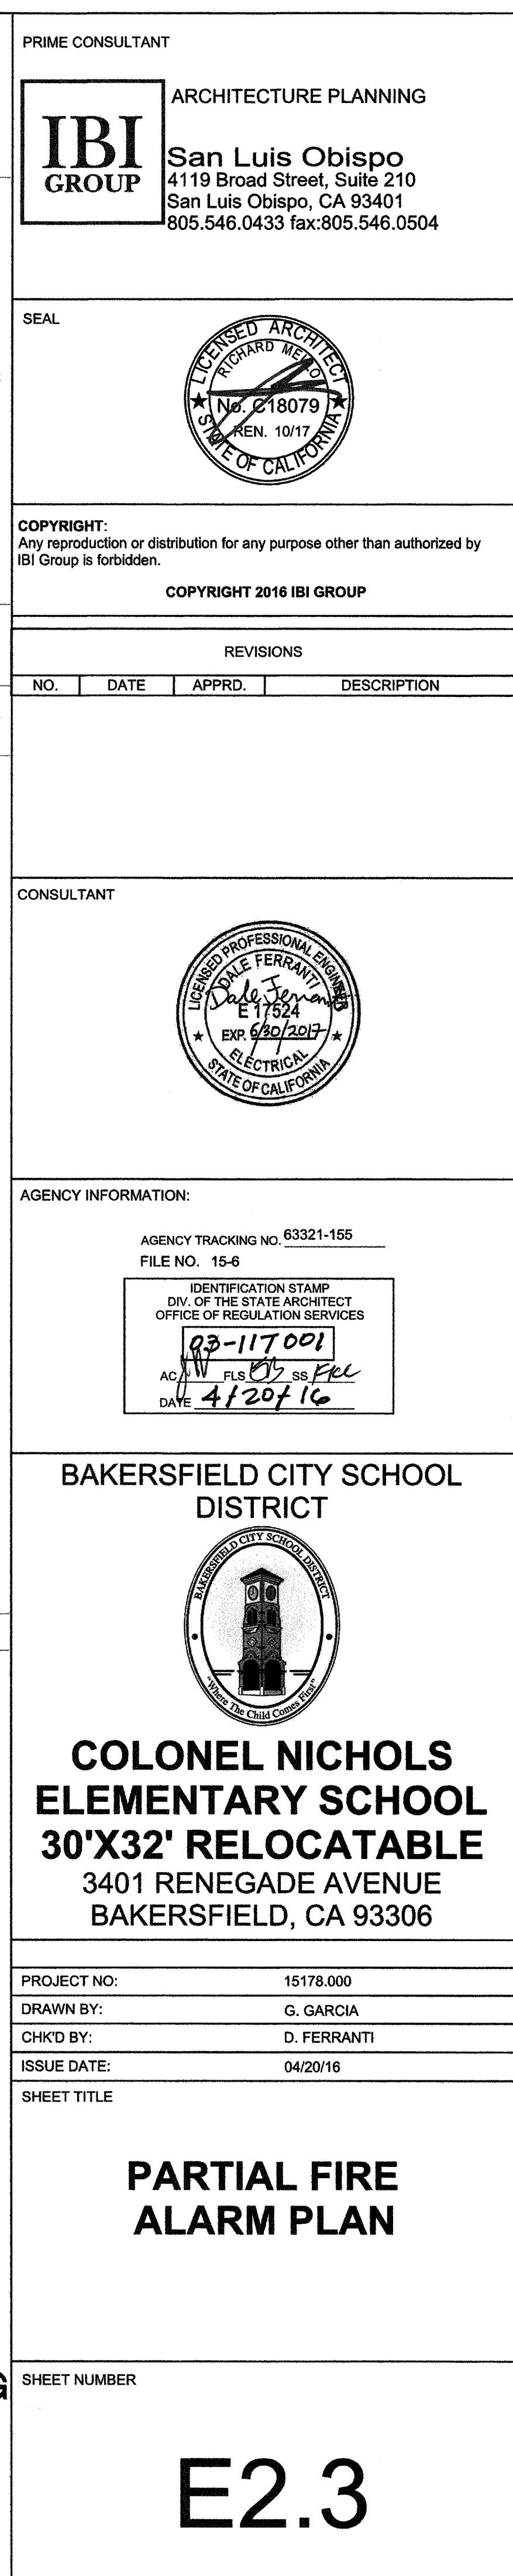 PRIME CONSULTANT
IBI
GROUP
ARCHITECTURE PLANNING
San Luis Obispo
4119 Broad Street, Suite 210
San Luis Obispo, CA 93401
805.546.0433 fax:805.546.0504
SEAL
LICENSED ARCHITECT
RICHARD
No. C18079
REN. 10/17
STATE OF CALIFORNIA
COPYRIGHT:
Any reproduction or distribution for any purpose other than authorized by
IBI Group is forbidden.
COPYRIGHT 2016 IBI GROUP
REVISIONS
NO. DATE APPRD. DESCRIPTION
CONSULTANT
LICENSED PROFESSIONAL ENGINEER
DALE FERRANTI
Dale Ferranti
E 17524
EXP. 6/30/2017
ELECTRICAL
STATE OF CALIFORNIA
AGENCY INFORMATION:
AGENCY TRACKING NO. 63321-155
FILE NO. 15-6
IDENTIFICATION STAMP
DIV. OF THE STATE ARCHITECT
OFFICE OF REGULATION SERVICES
03-117001
AC FLS SS
DATE 4/20/16
BAKERSFIELD CITY SCHOOL
DISTRICT
BAKERSFIELD CITY SCHOOL DISTRICT
"Where The Child Comes First"
COLONEL NICHOLS
ELEMENTARY SCHOOL
30'X32' RELOCATABLE
3401 RENEGADE AVENUE
BAKERSFIELD, CA 93306
PROJECT NO: 15178.000
DRAWN BY: G. GARCIA
CHK'D BY: D. FERRANTI
ISSUE DATE: 04/20/16
SHEET TITLE
PARTIAL FIRE
ALARM PLAN
SHEET NUMBER
E2.3